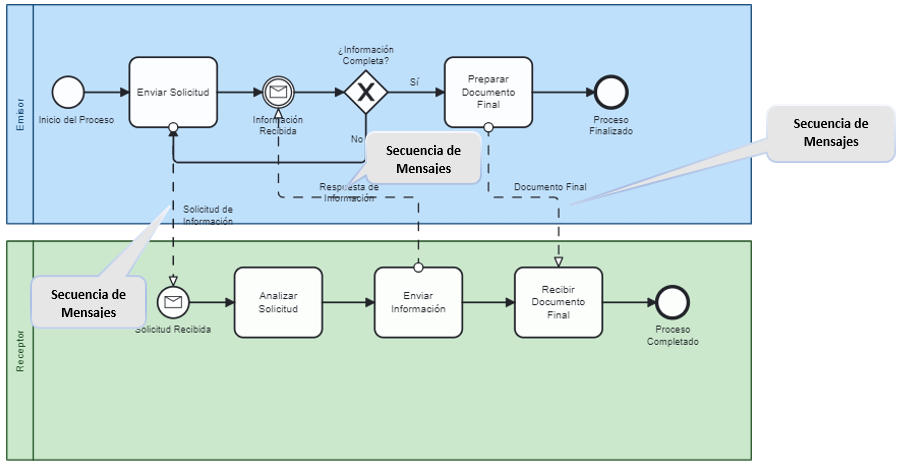 Emisor
Inicio del Proceso
Enviar Solicitud
Información
Recibida
¿Información
Completa?
Sí
No
Preparar
Documento
Final
Proceso
Finalizado
Secuencia de
Mensajes
Secuencia de
Mensajes
Respuesta de
Información
Documento Final
Solicitud de
Información
Secuencia de
Mensajes
Receptor
Solicitud Recibida
Analizar
Solicitud
Enviar
Información
Recibir
Documento
Final
Proceso
Completado